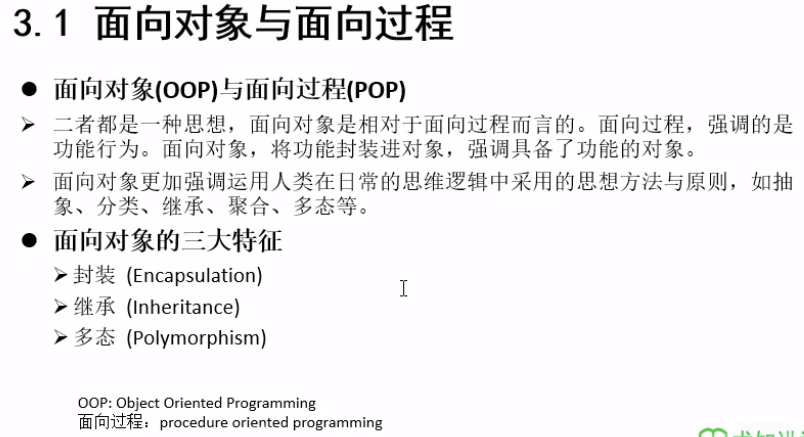 3.1 面向对象与面向过程
● 面向对象(OOP)与面向过程(POP)
➢ 二者都是一种思想，面向对象是相对于面向过程而言的。面向过程，强调的是
功能行为。面向对象，将功能封装进对象，强调具备了功能的对象。
➢ 面向对象更加强调运用人类在日常的思维逻辑中采用的思想方法与原则，如抽
象、分类、继承、聚合、多态等。
● 面向对象的三大特征
➢ 封装 (Encapsulation)
➢ 继承 (Inheritance)
➢ 多态 (Polymorphism)
OOP: Object Oriented Programming
面向过程：procedure oriented programming